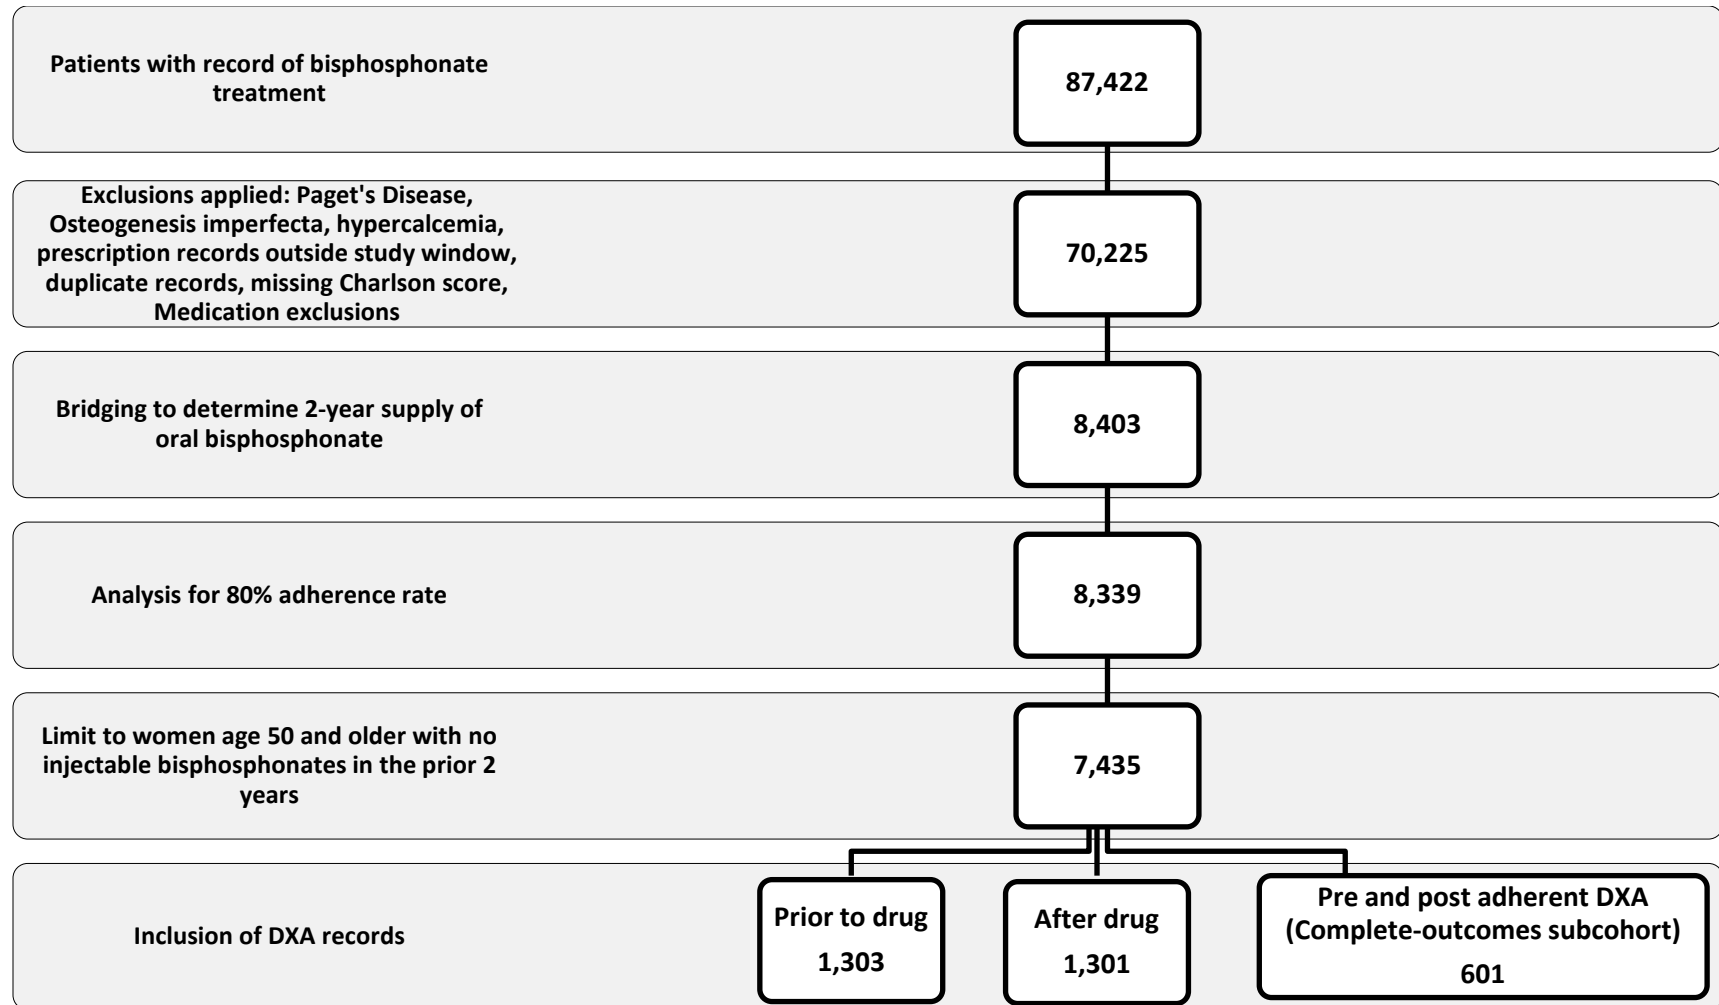 Patients with record of bisphosphonate
treatment
87,422
Exclusions applied: Paget's Disease,
Osteogenesis imperfecta, hypercalcemia,
prescription records outside study window,
duplicate records, missing Charlson score,
Medication exclusions
70,225
Bridging to determine 2-year supply of
oral bisphosphonate
8,403
Analysis for 80% adherence rate
8,339
Limit to women age 50 and older with no
injectable bisphosphonates in the prior 2
years
7,435
Inclusion of DXA records
Prior to drug
1,303
After drug
1,301
Pre and post adherent DXA
(Complete-outcomes subcohort)
601